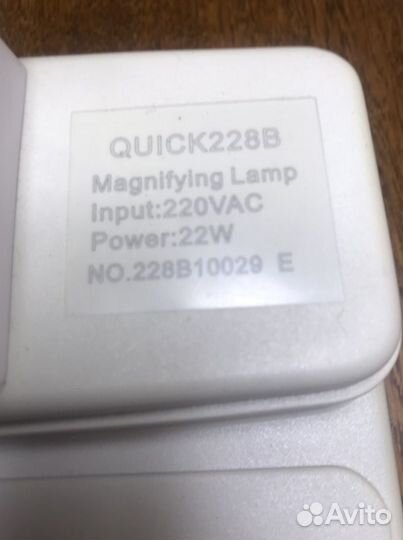 QUICK228B
Magnifying Lamp
Input:220VAC
Power:22W
NO.228B10029 E
Avito